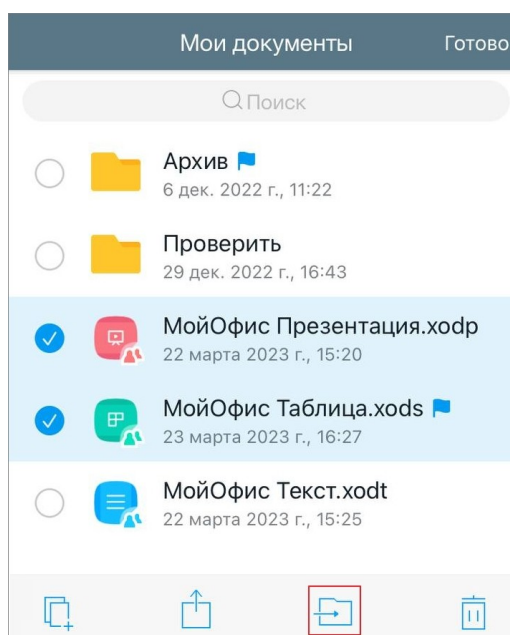 Мои документы Готово
Поиск
Архив
6 дек. 2022 г., 11:22
Проверить
29 дек. 2022 г., 16:43
МойОфис Презентация.xodp
22 марта 2023 г., 15:20
МойОфис Таблица.xods
23 марта 2023 г., 16:27
МойОфис Текст.xodt
22 марта 2023 г., 15:25